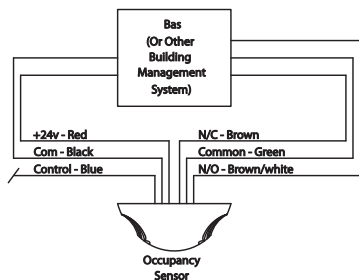 Bas
(Or Other
Building
Management
System)
+24v - Red
N/C - Brown
Com - Black
Common - Green
Control - Blue
N/O - Brown/white
Occupancy
Sensor